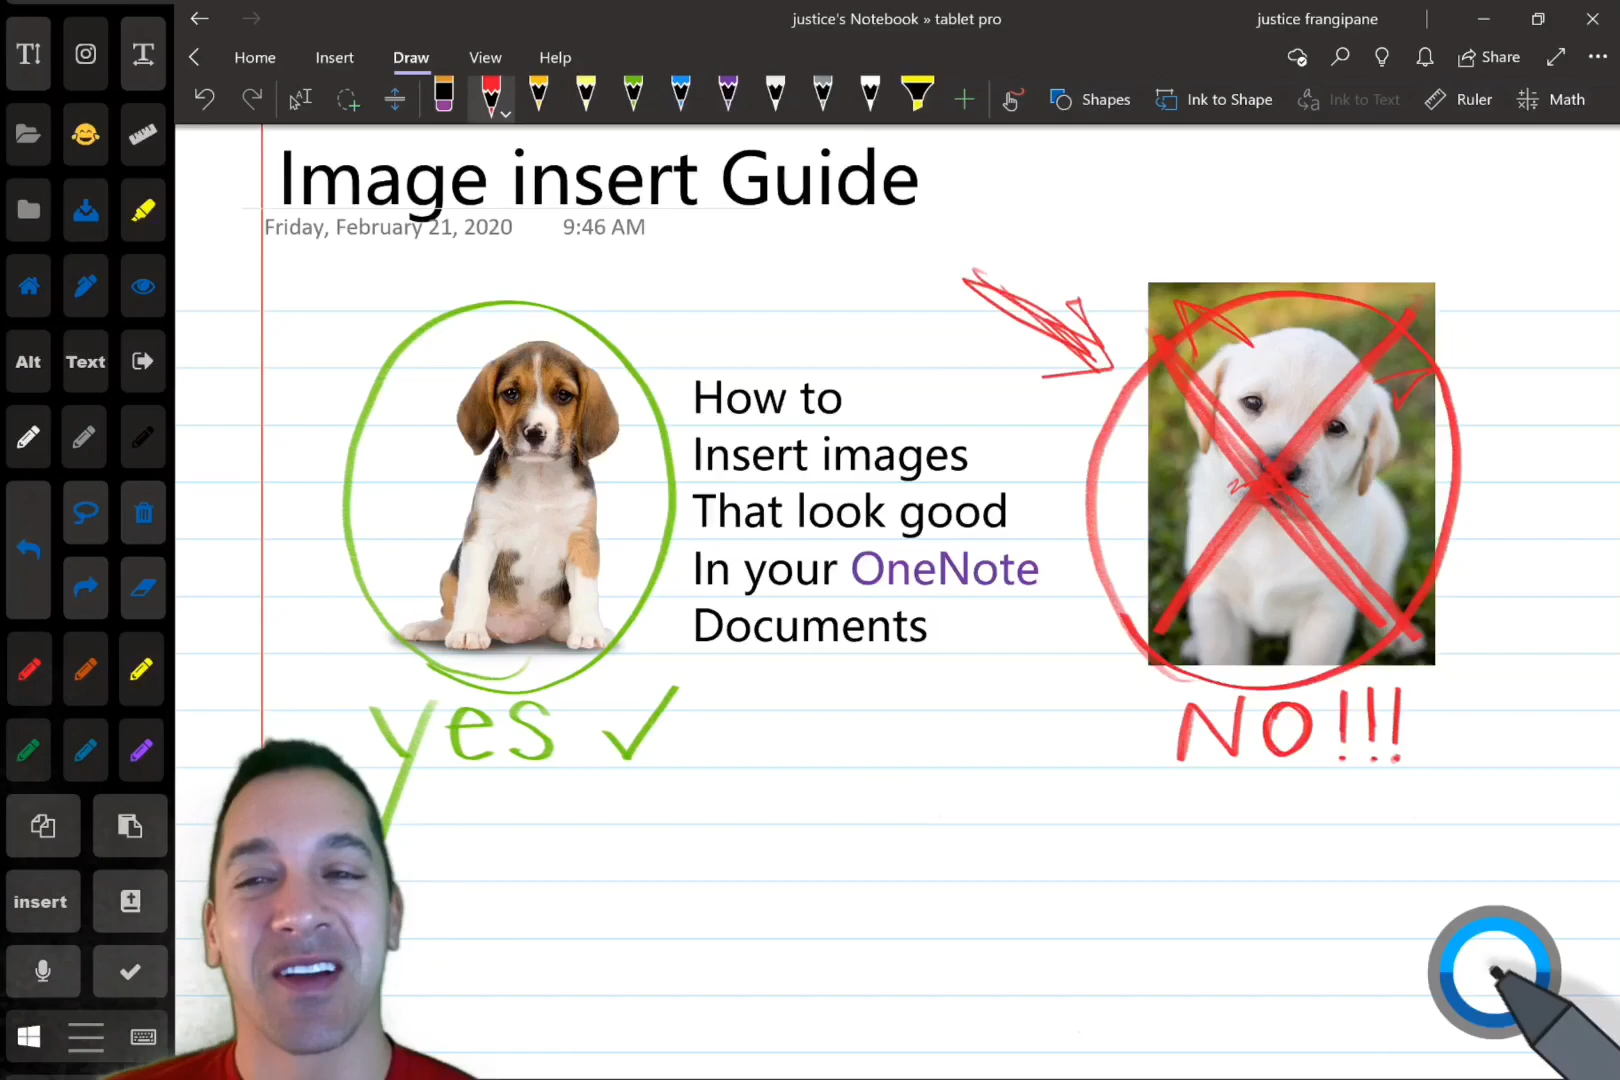 justice's Notebook » tablet pro
justice frangipane
Home Insert Draw View Help
Share
Shapes Ink to Shape Ink to Text Ruler Math
Image insert Guide
Friday, February 21, 2020 9:46 AM
Alt Text
How to
Insert images
That look good
In your OneNote
Documents
yes ✓
NO!!!
insert